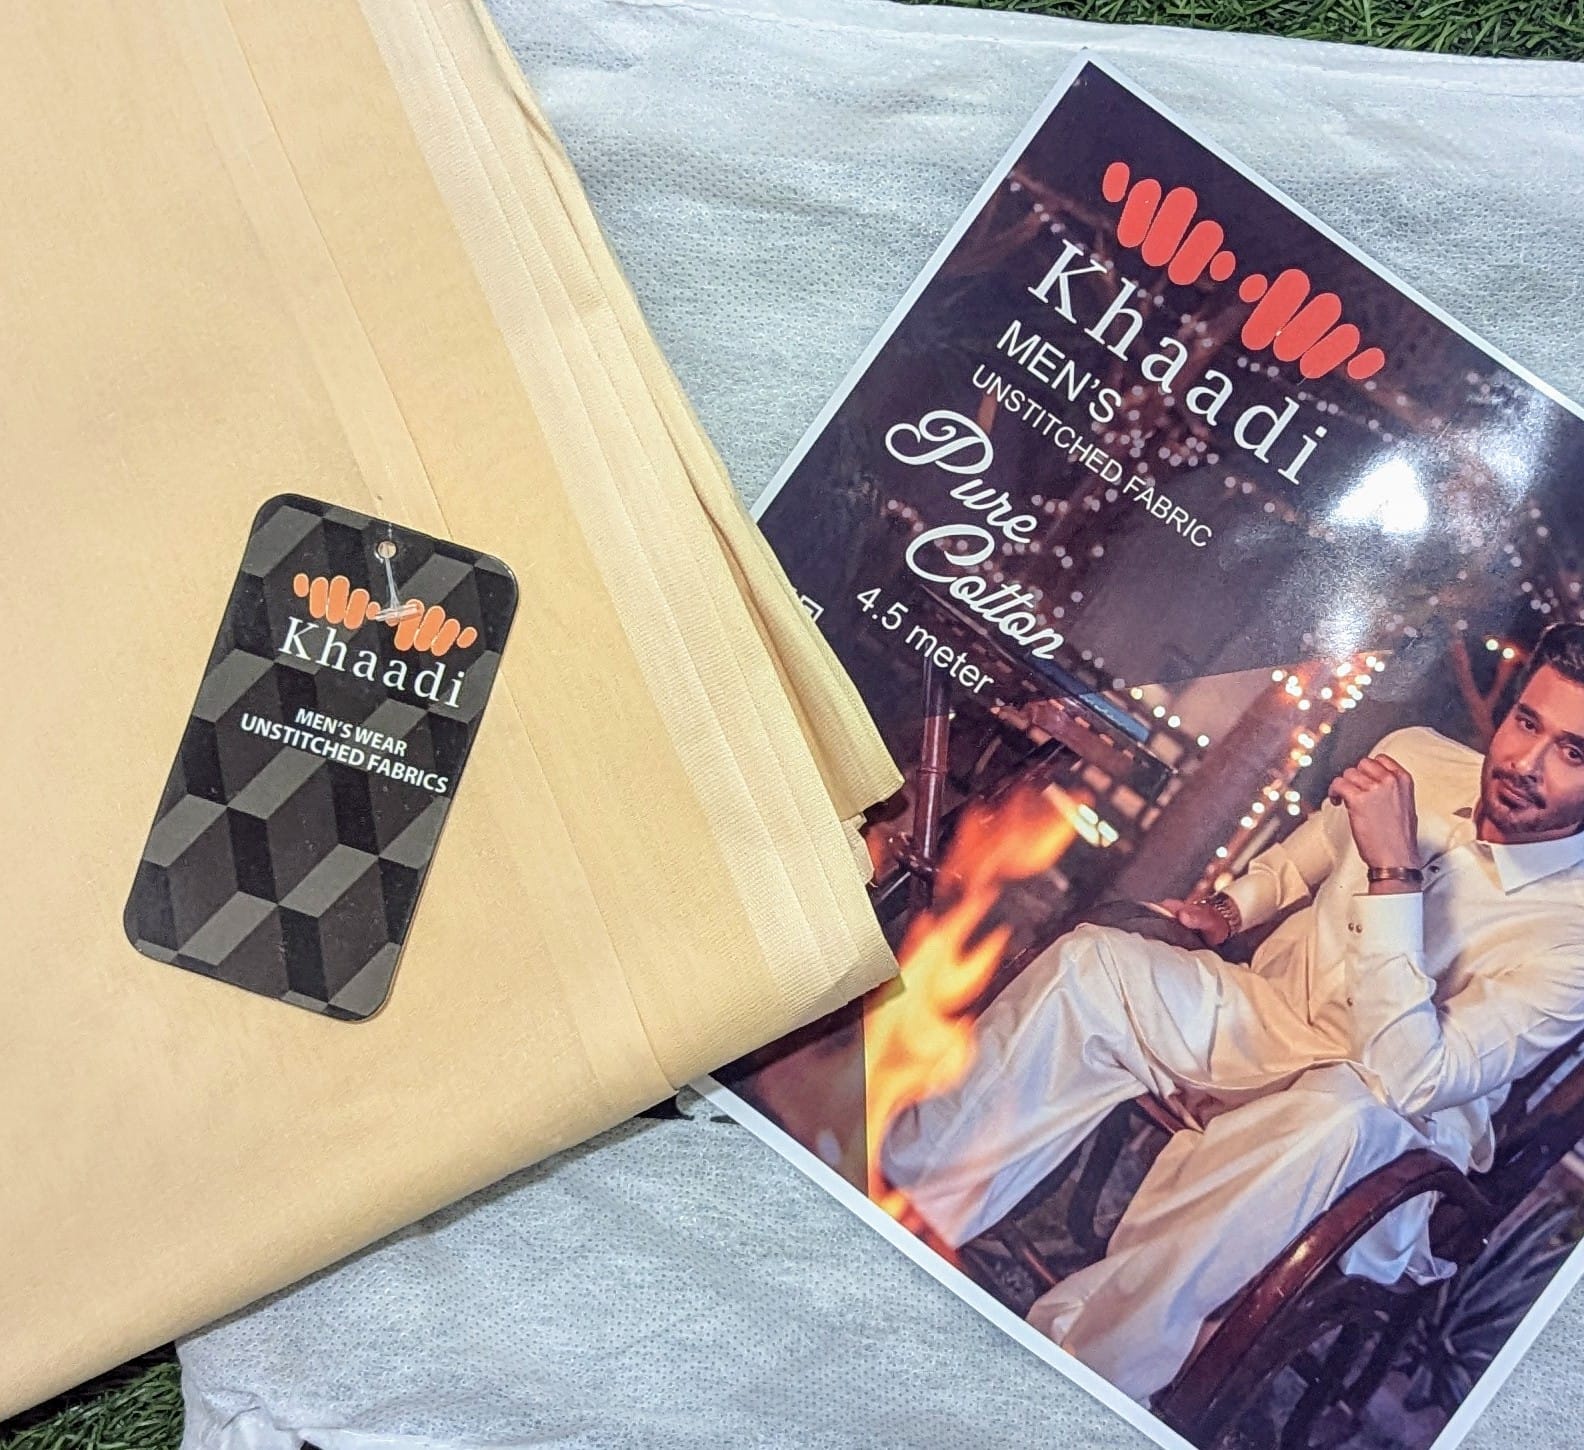 Khaadi
MEN'S WEAR
UNSTITCHED FABRICS
Khaadi
MEN'S
UNSTITCHED FABRIC
Pure
Cotton
4.5 meter